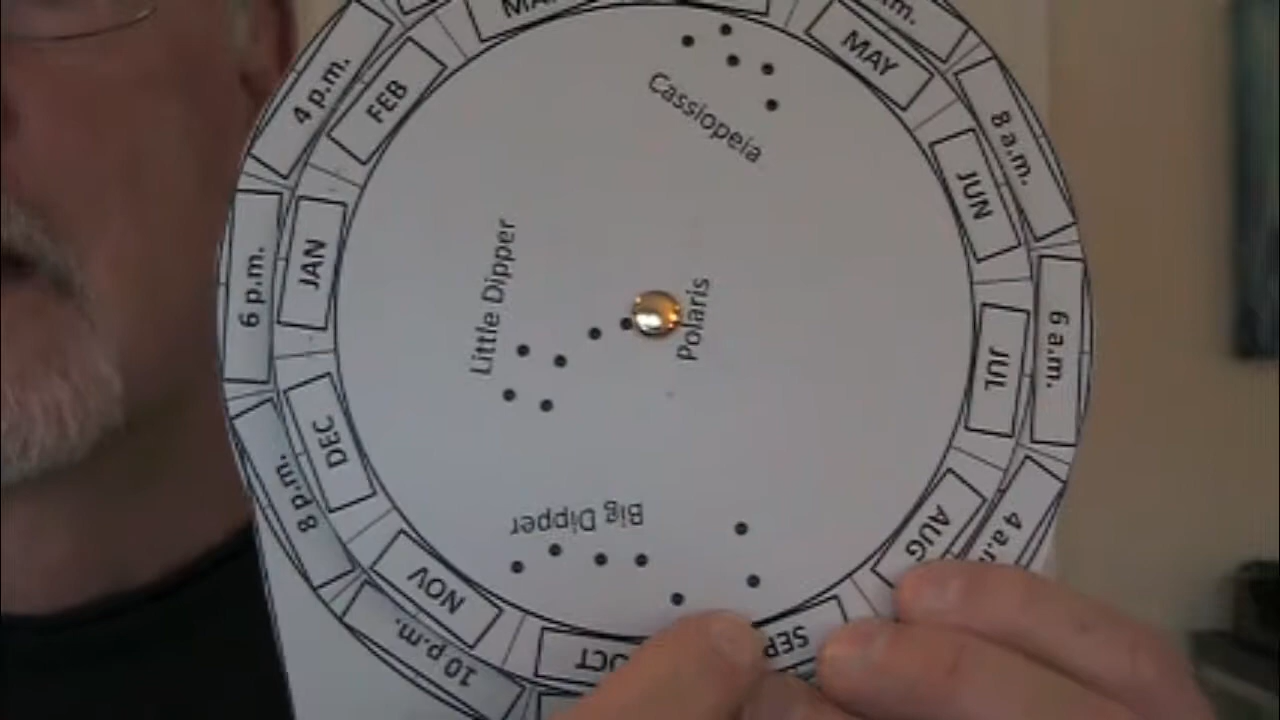 4 p.m.
FEB
MAY
8 a.m.
JUN
6 p.m.
JAN
6 a.m.
JUL
Cassiopeia
Little Dipper
Polaris
Big Dipper
8 p.m.
DEC
10 p.m.
NOV
AUG
SEP